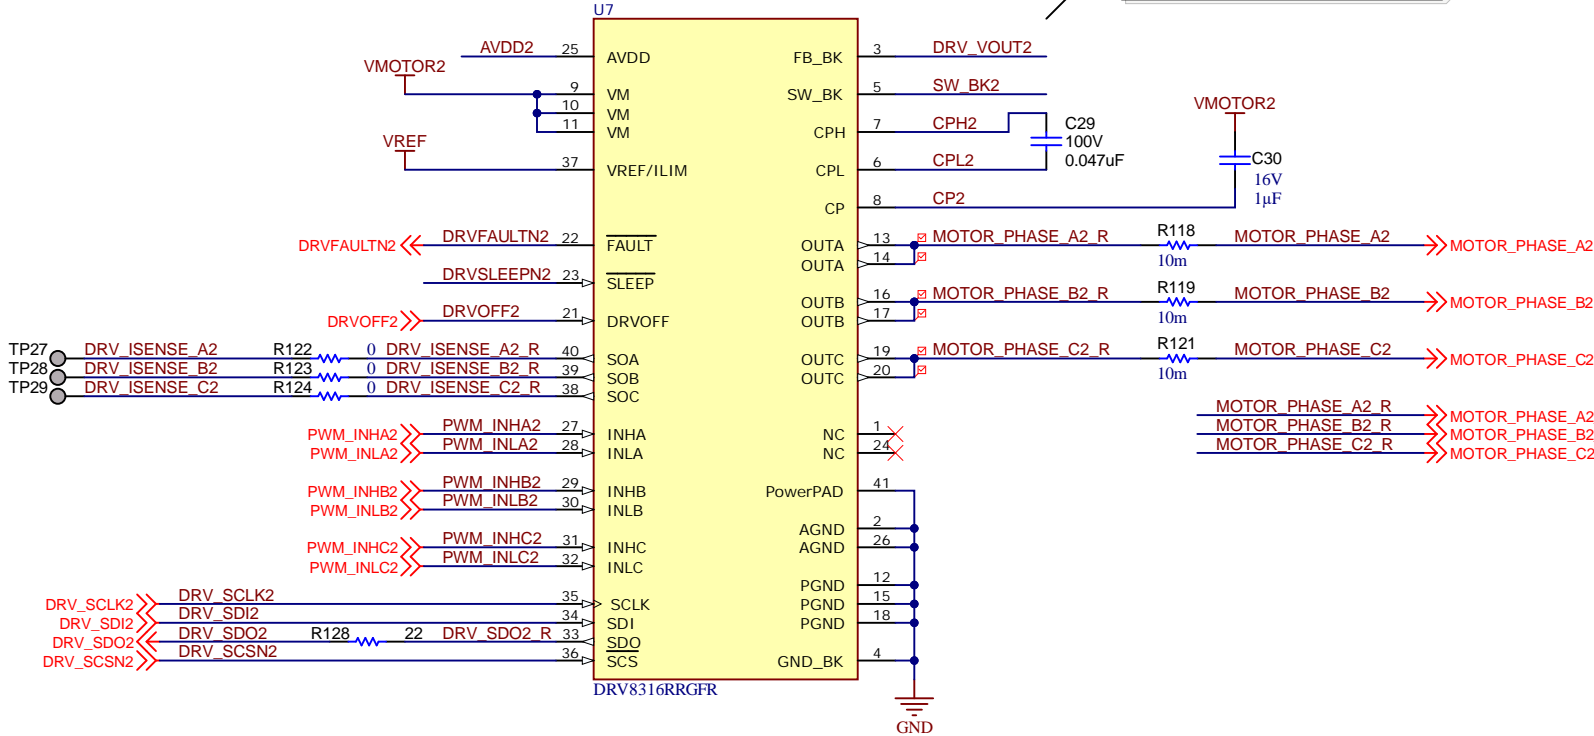 U7
AVDD2 25 AVDD FB_BK 3 DRV_VOUT2
VMOTOR2
9 VM SW_BK 5 SW_BK2
10 VM
11 VM CPH 7 CPH2
C29
100V
0.047uF
VMOTOR2
VREF
37 VREF/ILIM CPL 6 CPL2
C30
16V
1µF
CP 8 CP2
DRVFAULTN2 DRVFAULTN2 22 FAULT OUTA 13 MOTOR_PHASE_A2_R R118 MOTOR_PHASE_A2 MOTOR_PHASE_A2
OUTA 14 10m
DRVSLEEPN2 23 SLEEP
OUTB 16 MOTOR_PHASE_B2_R R119 MOTOR_PHASE_B2 MOTOR_PHASE_B2
DRVOFF2 DRVOFF2 21 DRVOFF OUTB 17 10m
TP27 DRV_ISENSE_A2 R122 0 DRV_ISENSE_A2_R 40 SOA OUTC 19 MOTOR_PHASE_C2_R R121 MOTOR_PHASE_C2 MOTOR_PHASE_C2
TP28 DRV_ISENSE_B2 R123 0 DRV_ISENSE_B2_R 39 SOB OUTC 20 10m
TP29 DRV_ISENSE_C2 R124 0 DRV_ISENSE_C2_R 38 SOC
MOTOR_PHASE_A2_R MOTOR_PHASE_A2
PWM_INHA2 PWM_INHA2 27 INHA NC 1 MOTOR_PHASE_B2_R MOTOR_PHASE_B2
PWM_INLA2 PWM_INLA2 28 INLA NC 24 MOTOR_PHASE_C2_R MOTOR_PHASE_C2
PWM_INHB2 PWM_INHB2 29 INHB PowerPAD 41
PWM_INLB2 PWM_INLB2 30 INLB
AGND 2
PWM_INHC2 PWM_INHC2 31 INHC AGND 26
PWM_INLC2 PWM_INLC2 32 INLC
PGND 12
DRV_SCLK2 DRV_SCLK2 35 SCLK PGND 15
DRV_SDI2 DRV_SDI2 34 SDI PGND 18
DRV_SDO2 DRV_SDO2 R128 22 DRV_SDO2_R 33 SDO
DRV_SCSN2 DRV_SCSN2 36 SCS GND_BK 4
DRV8316RRGFR
GND